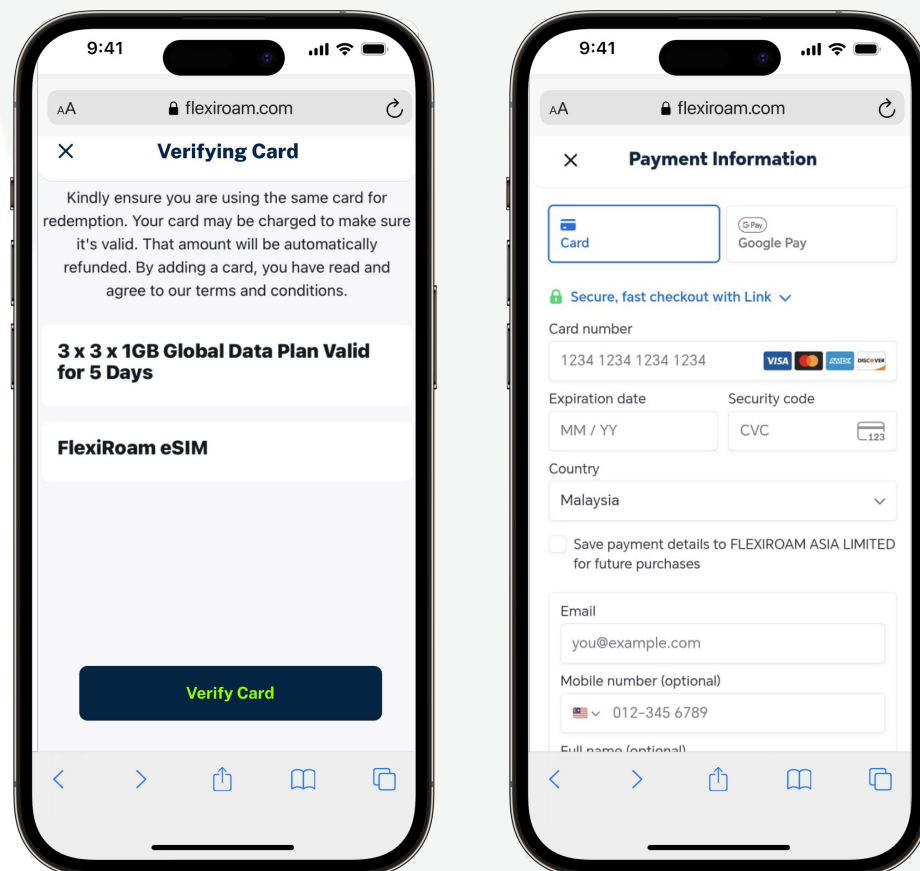 9:41
AA flexiroam.com
Verifying Card
Kindly ensure you are using the same card for
redemption. Your card may be charged to make sure
it's valid. That amount will be automatically
refunded. By adding a card, you have read and
agree to our terms and conditions.
3 x 3 x 1GB Global Data Plan Valid
for 5 Days
FlexiRoam eSIM
Verify Card
9:41
AA flexiroam.com
Payment Information
Card
G Pay
Google Pay
Secure, fast checkout with Link
Card number
1234 1234 1234 1234 VISA AMEX DISCOVER
Expiration date Security code
MM / YY CVC 123
Country
Malaysia
Save payment details to FLEXIROAM ASIA LIMITED
for future purchases
Email
you@example.com
Mobile number (optional)
012-345 6789
Full name (optional)